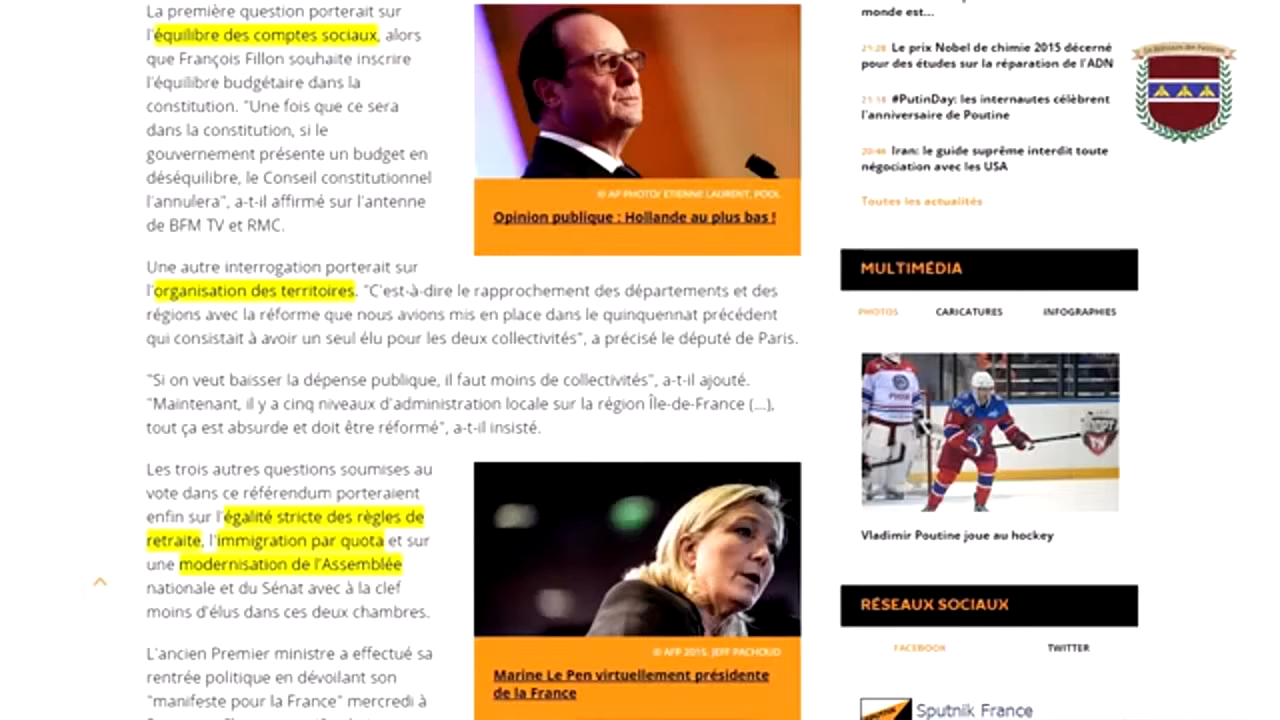 La première question porterait sur
l'équilibre des comptes sociaux, alors
que François Fillon souhaite inscrire
l'équilibre budgétaire dans la
constitution. "Une fois que ce sera
dans la constitution, si le
gouvernement présente un budget en
déséquilibre, le Conseil constitutionnel
l'annulera", a-t-il affirmé sur l'antenne
de BFM TV et RMC.
© AP PHOTO/ ETIENNE LAURENT, POOL
Opinion publique : Hollande au plus bas !
Une autre interrogation porterait sur
l'organisation des territoires. "C'est-à-dire le rapprochement des départements et des
régions avec la réforme que nous avions mis en place dans le quinquennat précédent
qui consistait à avoir un seul élu pour les deux collectivités", a précisé le député de Paris.
"Si on veut baisser la dépense publique, il faut moins de collectivités", a-t-il ajouté.
"Maintenant, il y a cinq niveaux d'administration locale sur la région Île-de-France (...),
tout ça est absurde et doit être réformé", a-t-il insisté.
Les trois autres questions soumises au
vote dans ce référendum porteraient
enfin sur l'égalité stricte des règles de
retraite, l'immigration par quota et sur
une modernisation de l'Assemblée
nationale et du Sénat avec à la clef
moins d'élus dans ces deux chambres.
L'ancien Premier ministre a effectué sa
rentrée politique en dévoilant son
"manifeste pour la France" mercredi à
© AFP 2015. JEFF PACHOUD
Marine Le Pen virtuellement présidente
de la France
monde est...
21:28 Le prix Nobel de chimie 2015 décerné
pour des études sur la réparation de l'ADN
21:18 #PutinDay: les internautes célèbrent
l'anniversaire de Poutine
20:46 Iran: le guide suprême interdit toute
négociation avec les USA
Toutes les actualités
MULTIMÉDIA
PHOTOS CARICATURES INFOGRAPHIES
Vladimir Poutine joue au hockey
RÉSEAUX SOCIAUX
FACEBOOK TWITTER
Sputnik France